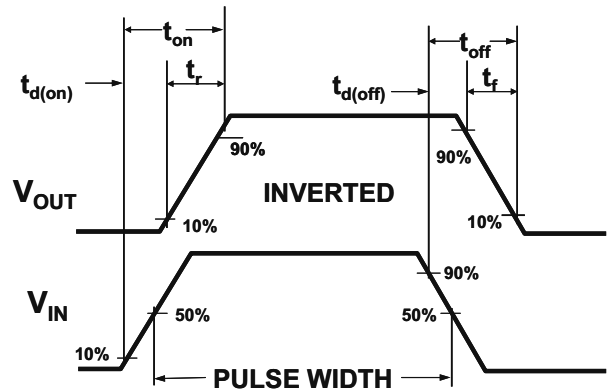 t_on t_off
t_d(on) t_r t_d(off) t_f
90% 90%
V_OUT INVERTED
10% 10%
90%
V_IN 50% 50%
10% 10%
PULSE WIDTH